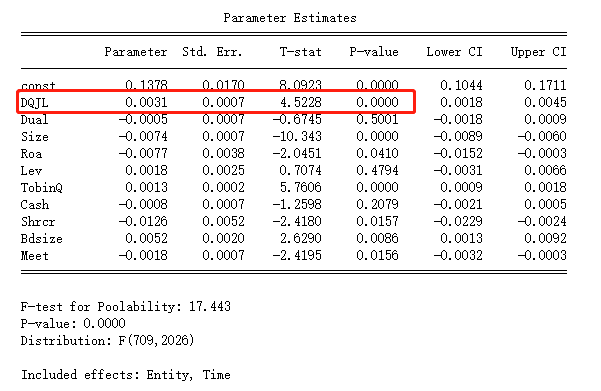 Parameter Estimates
Parameter Std. Err. T-stat P-value Lower CI Upper CI
const 0.1378 0.0170 8.0923 0.0000 0.1044 0.1711
DQJL 0.0031 0.0007 4.5228 0.0000 0.0018 0.0045
Dual -0.0005 0.0007 -0.6745 0.5001 -0.0018 0.0009
Size -0.0074 0.0007 -10.343 0.0000 -0.0089 -0.0060
Roa -0.0077 0.0038 -2.0451 0.0410 -0.0152 -0.0003
Lev 0.0018 0.0025 0.7074 0.4794 -0.0031 0.0066
TobinQ 0.0013 0.0002 5.7606 0.0000 0.0009 0.0018
Cash -0.0008 0.0007 -1.2598 0.2079 -0.0021 0.0005
Shrcr -0.0126 0.0052 -2.4180 0.0157 -0.0229 -0.0024
Bdsize 0.0052 0.0020 2.6290 0.0086 0.0013 0.0092
Meet -0.0018 0.0007 -2.4195 0.0156 -0.0032 -0.0003
F-test for Poolability: 17.443
P-value: 0.0000
Distribution: F(709,2026)
Included effects: Entity, Time